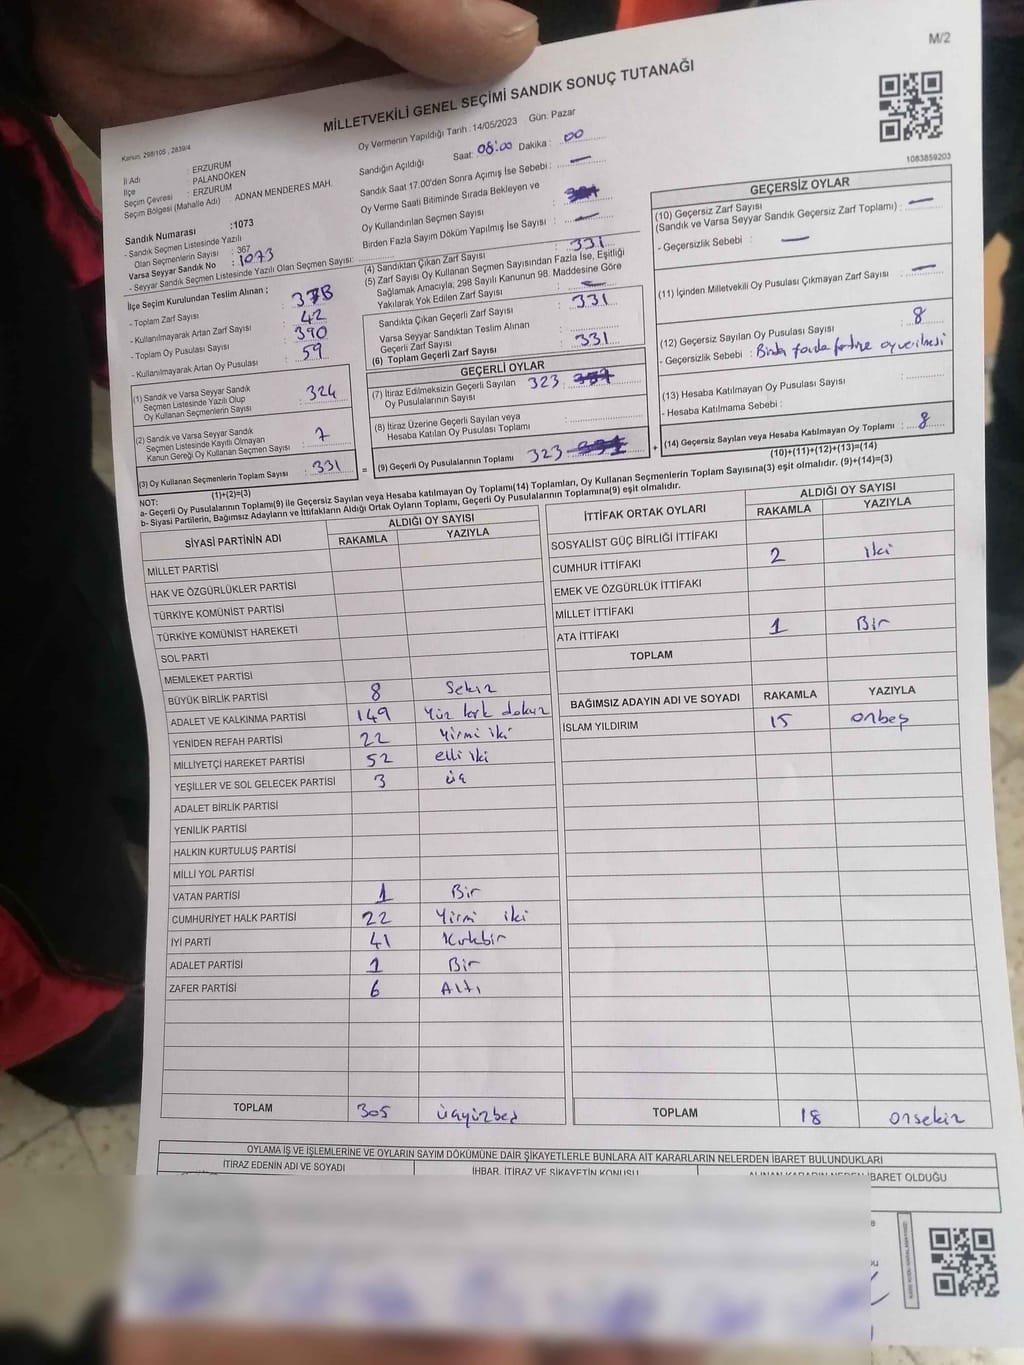 M/2
MİLLETVEKİLİ GENEL SEÇİMİ SANDIK SONUÇ TUTANAĞI
Kanun: 298/105 , 2839/4
Oy Vermenin Yapıldığı Tarih : 14/05/2023 Gün: Pazar
1083859203
İl Adı : ERZURUM
İlçe : PALANDÖKEN
Seçim Çevresi : ERZURUM
Seçim Bölgesi (Mahalle Adı) : ADNAN MENDERES MAH.
Sandık Numarası :1073
- Sandık Seçmen Listesinde Yazılı
Olan Seçmenlerin Sayısı : 367
Varsa Seyyar Sandık No : 1073
- Seyyar Sandık Seçmen Listesinde Yazılı Olan Seçmen Sayısı:
İlçe Seçim Kurulundan Teslim Alınan ;
- Toplam Zarf Sayısı : 378
- Kullanılmayarak Artan Zarf Sayısı : 42
- Toplam Oy Pusulası Sayısı : 390
- Kullanılmayarak Artan Oy Pusulası : 59
(1) Sandık ve Varsa Seyyar Sandık
Seçmen Listesinde Yazılı Olup
Oy Kullanan Seçmenlerin Sayısı : 324
(2) Sandık ve Varsa Seyyar Sandık
Seçmen Listesinde Kayıtlı Olmayan
Kanun Gereği Oy Kullanan Seçmen Sayısı : 7
(3) Oy Kullanan Seçmenlerin Toplam Sayısı : 331
(1)+(2)=(3)
Sandığın Açıldığı Saat: 08:00 Dakika : 00
Sandık Saat 17.00'den Sonra Açımış İse Sebebi : —
Oy Verme Saati Bitiminde Sırada Bekleyen ve
Oy Kullandırılan Seçmen Sayısı :
Birden Fazla Sayım Döküm Yapılmış İse Sayısı : —
(4) Sandıktan Çıkan Zarf Sayısı : 331
(5) Zarf Sayısı Oy Kullanan Seçmen Sayısından Fazla İse, Eşitliği
Sağlamak Amacıyla; 298 Sayılı Kanunun 98. Maddesine Göre
Yakılarak Yok Edilen Zarf Sayısı : —
Sandıkta Çıkan Geçerli Zarf Sayısı : 331
Varsa Seyyar Sandıktan Teslim Alınan
Geçerli Zarf Sayısı :
(6) Toplam Geçerli Zarf Sayısı : 331
GEÇERLİ OYLAR
(7) İtiraz Edilmeksizin Geçerli Sayılan
Oy Pusulalarının Sayısı : 323
(8) İtiraz Üzerine Geçerli Sayılan veya
Hesaba Katılan Oy Pusulası Toplamı :
= (9) Geçerli Oy Pusulalarının Toplamı : 323 +
GEÇERSİZ OYLAR
(10) Geçersiz Zarf Sayısı
(Sandık ve Varsa Seyyar Sandık Geçersiz Zarf Toplamı) : —
- Geçersizlik Sebebi : —
(11) İçinden Milletvekili Oy Pusulası Çıkmayan Zarf Sayısı : —
(12) Geçersiz Sayılan Oy Pusulası Sayısı : 8
- Geçersizlik Sebebi :
(13) Hesaba Katılmayan Oy Pusulası Sayısı :
- Hesaba Katılmama Sebebi :
(14) Geçersiz Sayılan veya Hesaba Katılmayan Oy Toplamı : 8
(10)+(11)+(12)+(13)=(14)
NOT:
a- Geçerli Oy Pusulalarının Toplam(9) ile Geçersiz Sayılan veya Hesaba katılmayan Oy Toplamı(14) Toplamları, Oy Kullanan Seçmenlerin Toplam Sayısına(3) eşit olmalıdır. (9)+(14)=(3)
b- Siyasi Partilerin, Bağımsız Adayların ve İttifakların Aldığı Ortak Oyların Toplamı, Geçerli Oy Pusulalarının Toplamına(9) eşit olmalıdır.
SİYASİ PARTİNİN ADI ALDIĞI OY SAYISI
RAKAMLA YAZIYLA
MİLLET PARTİSİ
HAK VE ÖZGÜRLÜKLER PARTİSİ
TÜRKİYE KOMÜNİST PARTİSİ
TÜRKİYE KOMÜNİST HAREKETİ
SOL PARTİ
MEMLEKET PARTİSİ
BÜYÜK BİRLİK PARTİSİ 8 Sekiz
ADALET VE KALKINMA PARTİSİ 149 Yüz kırk dokuz
YENİDEN REFAH PARTİSİ 22 Yirmi iki
MİLLİYETÇİ HAREKET PARTİSİ 52 elli iki
YEŞİLLER VE SOL GELECEK PARTİSİ 3 üç
ADALET BİRLİK PARTİSİ
YENİLİK PARTİSİ
HALKIN KURTULUŞ PARTİSİ
MİLLİ YOL PARTİSİ
VATAN PARTİSİ 1 Bir
CUMHURİYET HALK PARTİSİ 22 Yirmi iki
İYİ PARTİ 41 Kırkbir
ADALET PARTİSİ 1 Bir
ZAFER PARTİSİ 6 Altı
TOPLAM 305 üçyüzbeş
İTTİFAK ORTAK OYLARI ALDIĞI OY SAYISI
RAKAMLA YAZIYLA
SOSYALİST GÜÇ BİRLİĞİ İTTİFAKI
CUMHUR İTTİFAKI 2 iki
EMEK VE ÖZGÜRLÜK İTTİFAKI
MİLLET İTTİFAKI
ATA İTTİFAKI 1 Bir
TOPLAM
BAĞIMSIZ ADAYIN ADI VE SOYADI RAKAMLA YAZIYLA
İSLAM YILDIRIM 15 onbeş
TOPLAM 18 onsekiz
OYLAMA İŞ VE İŞLEMLERİNE VE OYLARIN SAYIM DÖKÜMÜNE DAİR ŞİKAYETLERLE BUNLARA AİT KARARLARIN NELERDEN İBARET BULUNDUKLARI
İTİRAZ EDENİN ADI VE SOYADI İHBAR, İTİRAZ VE ŞİKAYETİN KONUSU ALINAN KARARIN NEDEN İBARET OLDUĞU